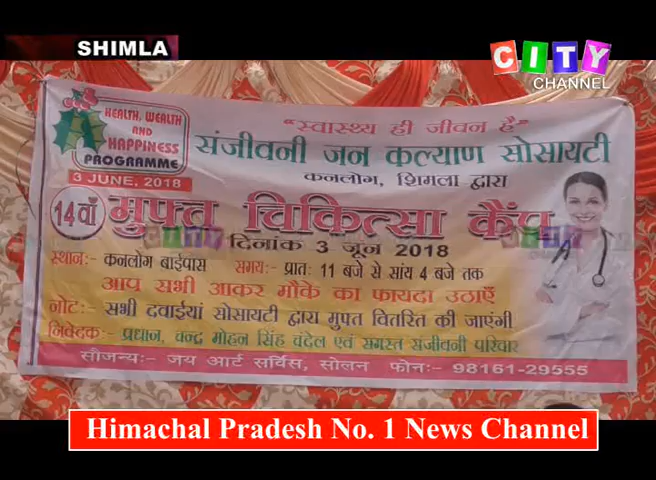 SHIMLA
CITY
CHANNEL
HEALTH, WEALTH
AND
HAPPINESS
PROGRAMME
3 JUNE, 2018
"स्वास्थ्य ही जीवन है"
संजीवनी जन कल्याण सोसायटी
कनलोग, शिमला द्वारा
14वाँ मुफ्त चिकित्सा कैंप
दिनांक 3 जून 2018
स्थान:- कनलोग बाईपास समय:- प्रातः 11 बजे से सांय 4 बजे तक
आप सभी आकर मौके का फायदा उठाएँ
नोट:- सभी दवाईयां सोसायटी द्वारा मुफ्त वितरित की जाएंगी
निवेदक:- प्रधान, चन्द्र मोहन सिंह चंदेल एवं समस्त संजीवनी परिवार
सौजन्य:- जय आर्ट सर्विस, सोलन फोन:- 98161-29555
Himachal Pradesh No. 1 News Channel